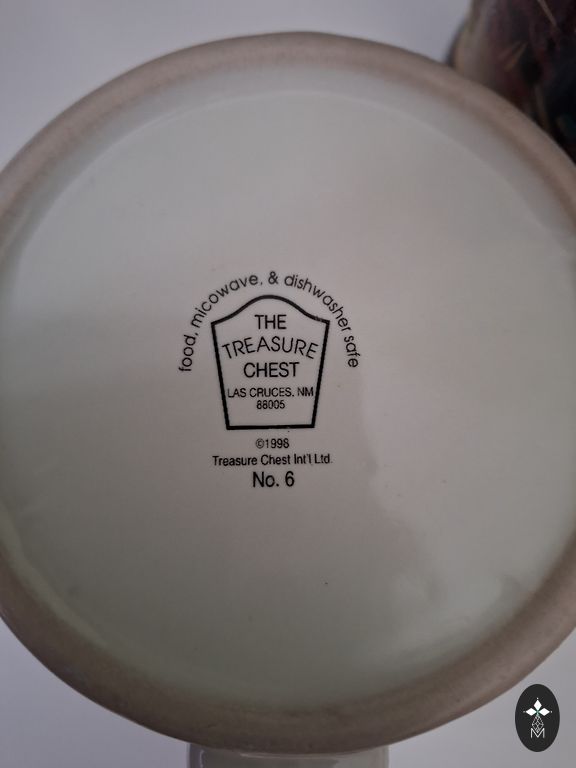 food, micowave, & dishwasher safe
THE
TREASURE
CHEST
LAS CRUCES, NM
88005
©1998
Treasure Chest Int'l Ltd.
No. 6
M